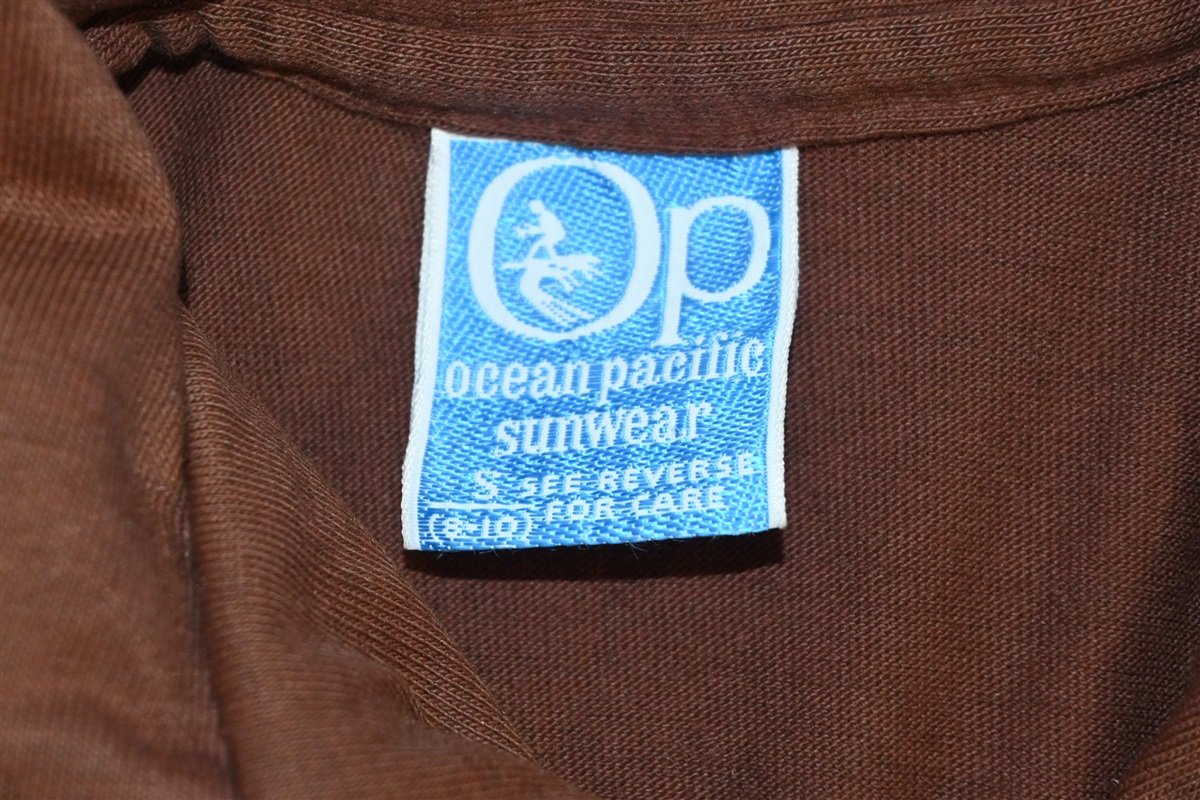 Op
ocean pacific
sunwear
S SEE REVERSE
(8-10) FOR CARE